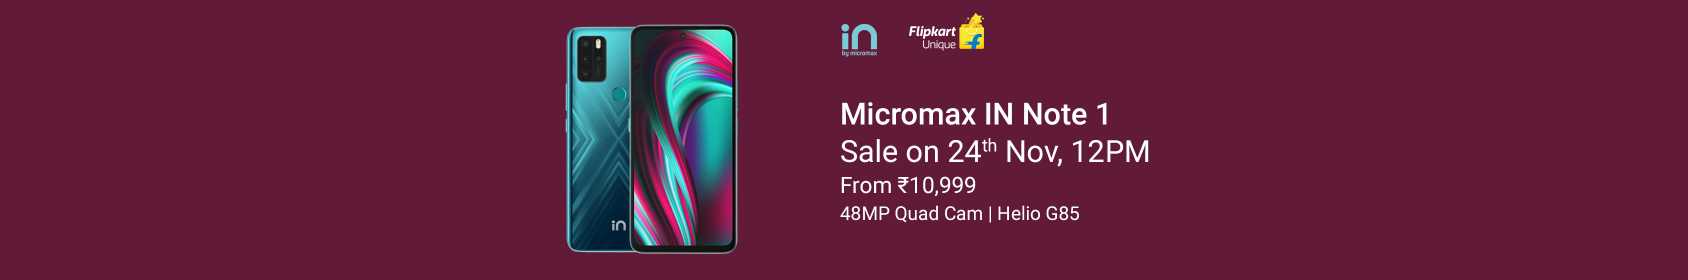 in
by micromax
Flipkart
Unique
Micromax IN Note 1
Sale on 24th Nov, 12PM
From ₹10,999
48MP Quad Cam | Helio G85
in